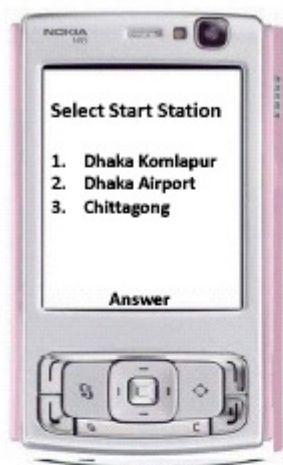 NOKIA
Select Start Station
1. Dhaka Komlapur
2. Dhaka Airport
3. Chittagong
Answer
C